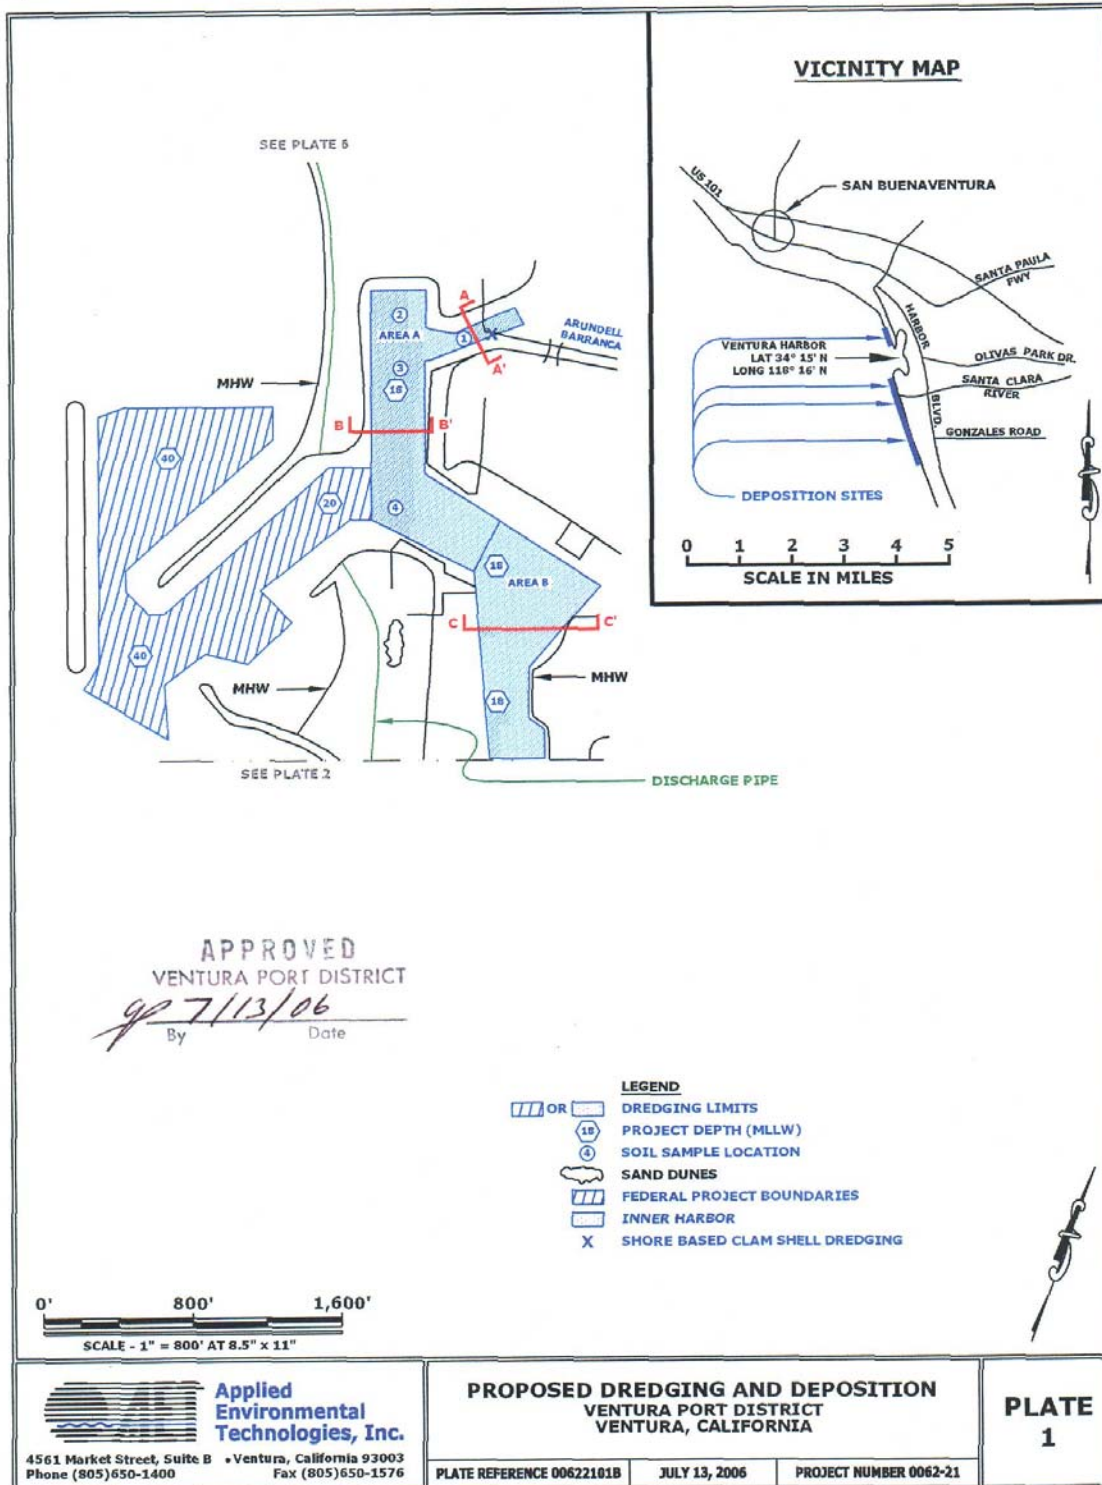 VICINITY MAP
SEE PLATE 6
US 101
SAN BUENAVENTURA
SANTA PAULA
FWY
HARBOR
BLVD.
VENTURA HARBOR
LAT 34° 15' N
LONG 118° 16' N
OLIVAS PARK DR.
SANTA CLARA
RIVER
GONZALES ROAD
DEPOSITION SITES
0 1 2 3 4 5
SCALE IN MILES
A
2
AREA A
1
ARUNDELL
BARRANCA
A'
3
MHW
B
B'
40
20
4
18
AREA B
C
C'
40
MHW
MHW
18
SEE PLATE 2
DISCHARGE PIPE
APPROVED
VENTURA PORT DISTRICT
7/13/06
By Date
LEGEND
OR DREDGING LIMITS
18 PROJECT DEPTH (MLLW)
4 SOIL SAMPLE LOCATION
SAND DUNES
FEDERAL PROJECT BOUNDARIES
INNER HARBOR
X SHORE BASED CLAM SHELL DREDGING
0' 800' 1,600'
SCALE - 1" = 800' AT 8.5" x 11"
AET
Applied
Environmental
Technologies, Inc.
4561 Market Street, Suite B • Ventura, California 93003
Phone (805)650-1400 Fax (805)650-1576
PROPOSED DREDGING AND DEPOSITION
VENTURA PORT DISTRICT
VENTURA, CALIFORNIA
PLATE REFERENCE 00622101B JULY 13, 2006 PROJECT NUMBER 0062-21
PLATE
1